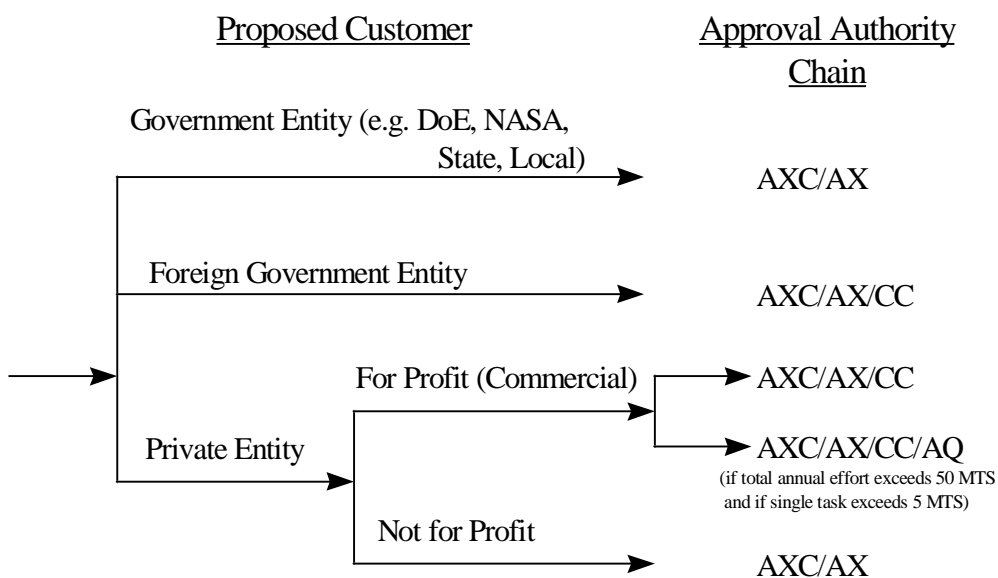 Proposed Customer
Approval Authority
Chain
Government Entity (e.g. DoE, NASA,
State, Local)
AXC/AX
Foreign Government Entity
AXC/AX/CC
For Profit (Commercial)
AXC/AX/CC
Private Entity
AXC/AX/CC/AQ
(if total annual effort exceeds 50 MTS
and if single task exceeds 5 MTS)
Not for Profit
AXC/AX